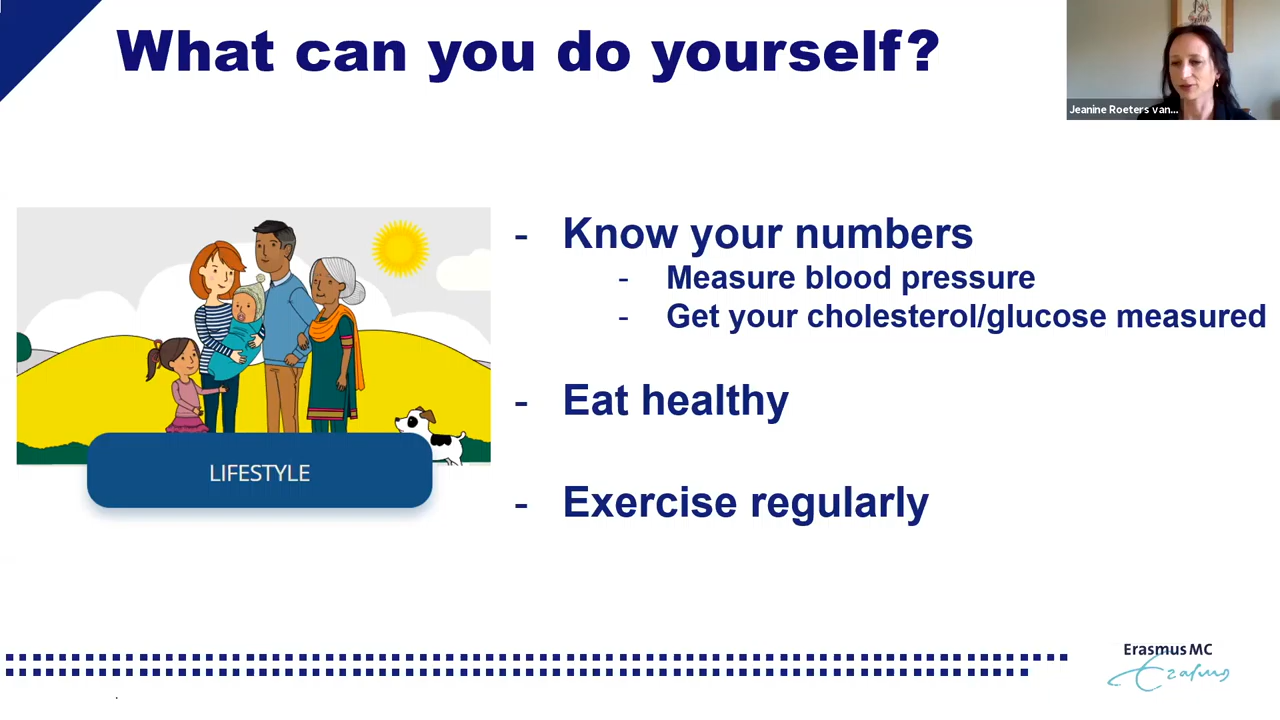 What can you do yourself?
Jeanine Roeters van...
- Know your numbers
- Measure blood pressure
- Get your cholesterol/glucose measured
- Eat healthy
- Exercise regularly
LIFESTYLE
Erasmus MC
Erasmus